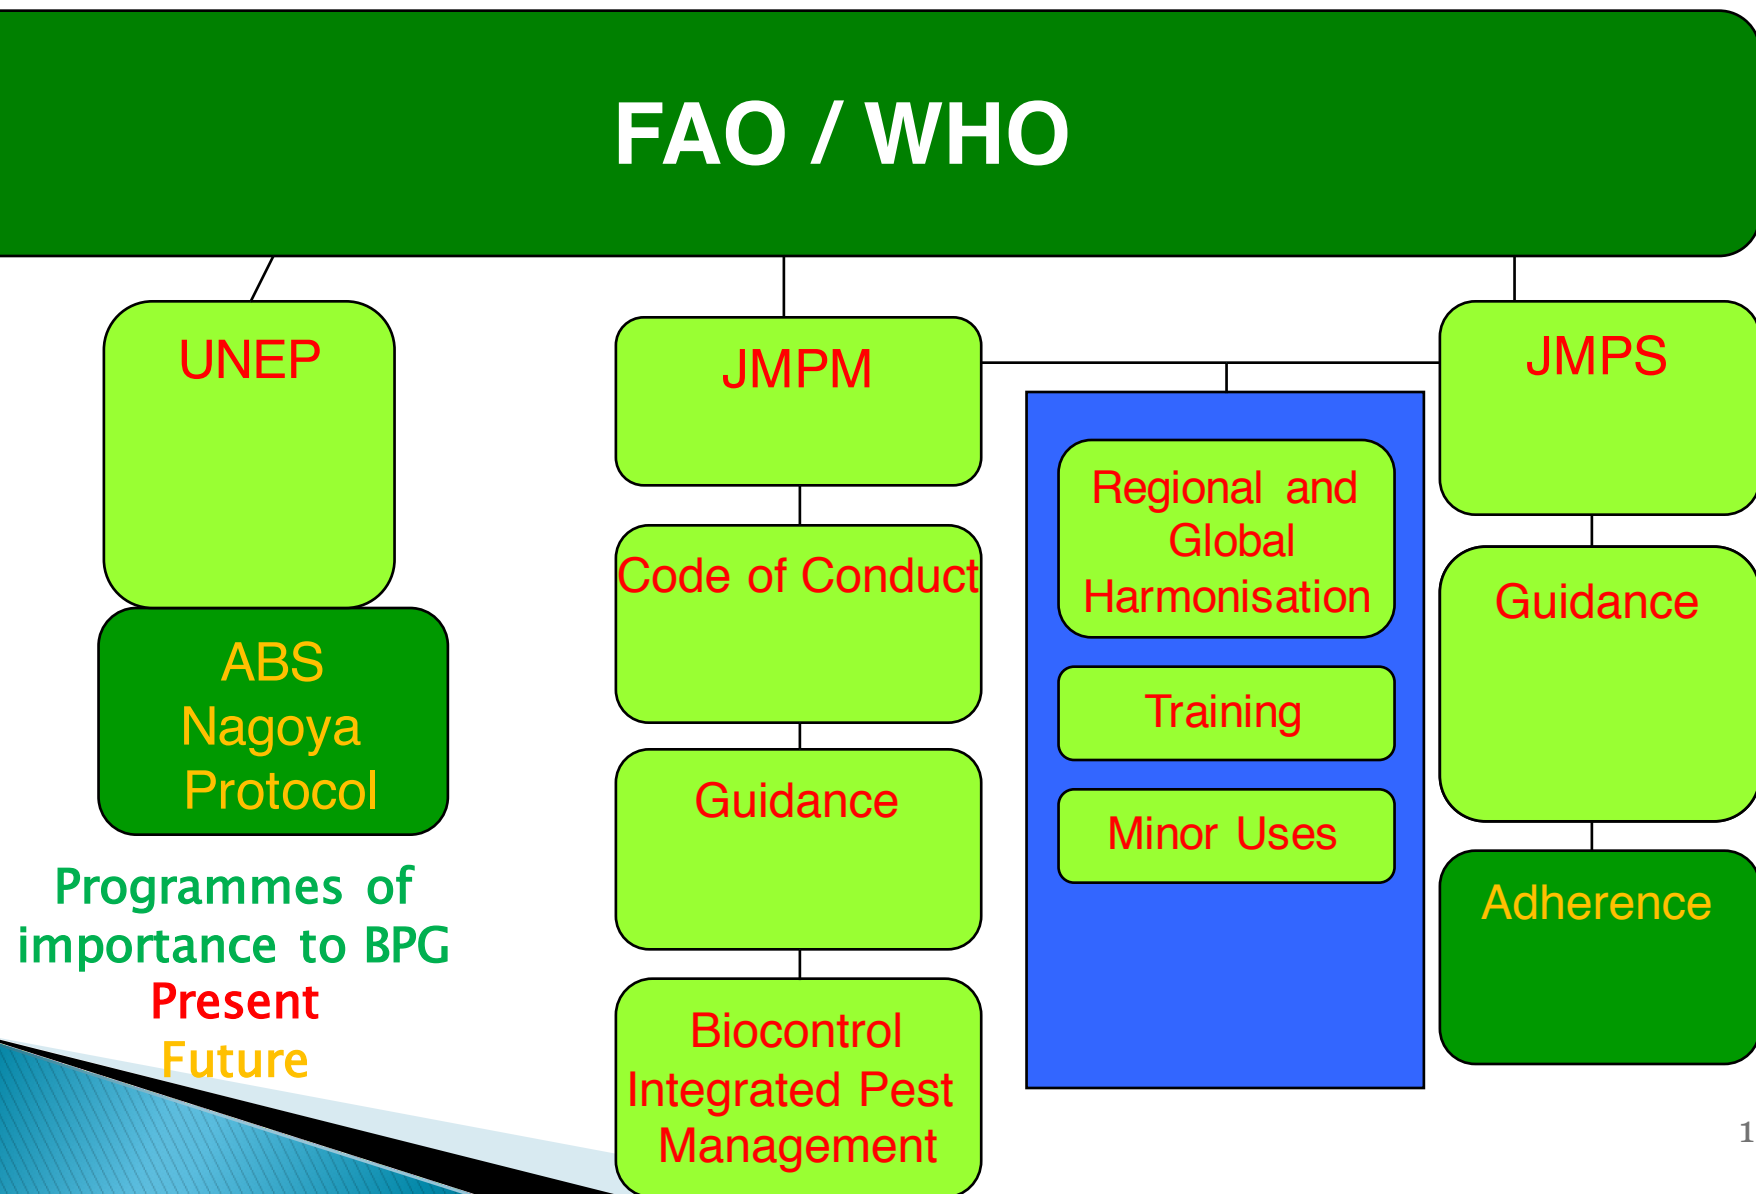 FAO / WHO
UNEP
ABS
Nagoya
Protocol
Programmes of
importance to BPG
Present
Future
JMPM
Code of Conduct
Guidance
Biocontrol
Integrated Pest
Management
Regional and
Global
Harmonisation
Training
Minor Uses
JMPS
Guidance
Adherence
1